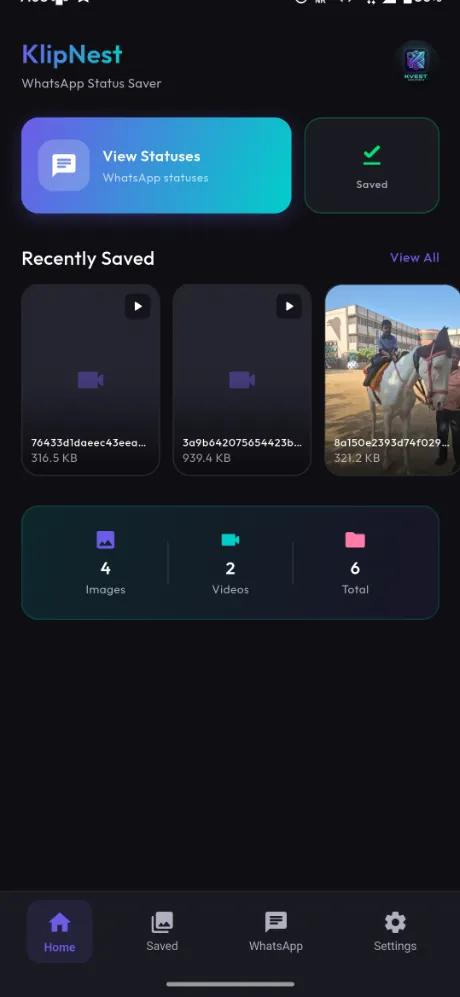 KlipNest
WhatsApp Status Saver
View Statuses
WhatsApp statuses
Saved
Recently Saved
View All
76433d1daeec43eea...
316.5 KB
3a9b642075654423b...
939.4 KB
8a150e2393d74f029...
321.2 KB
4
Images
2
Videos
6
Total
Home
Saved
WhatsApp
Settings